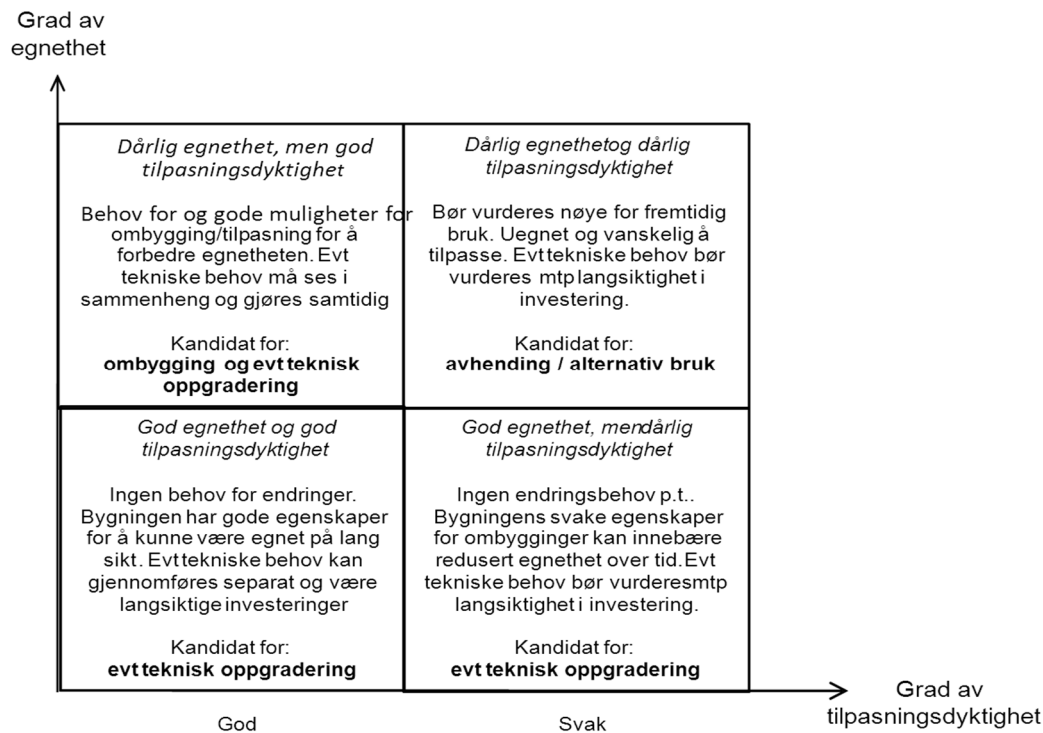 Grad av
egnethet
Dårlig egnethet, men god
tilpasningsdyktighet
Behov for og gode muligheter for
ombygging/tilpasning for å
forbedre egnetheten. Evt
tekniske behov må ses i
sammenheng og gjøres samtidig
Kandidat for:
ombygging og evt teknisk
oppgradering
Dårlig egnethetog dårlig
tilpasningsdyktighet
Bør vurderes nøye for fremtidig
bruk. Uegnet og vanskelig å
tilpasse. Evt tekniske behov bør
vurderes mtp langsiktighet i
investering.
Kandidat for:
avhending / alternativ bruk
God egnethet og god
tilpasningsdyktighet
Ingen behov for endringer.
Bygningen har gode egenskaper
for å kunne være egnet på lang
sikt. Evt tekniske behov kan
gjennomføres separat og være
langsiktige investeringer
Kandidat for:
evt teknisk oppgradering
God egnethet, mendårlig
tilpasningsdyktighet
Ingen endringsbehov p.t..
Bygningens svake egenskaper
for ombygginger kan innebære
redusert egnethet over tid.Evt
tekniske behov bør vurderesmtp
langsiktighet i investering.
Kandidat for:
evt teknisk oppgradering
God
Svak
Grad av
tilpasningsdyktighet